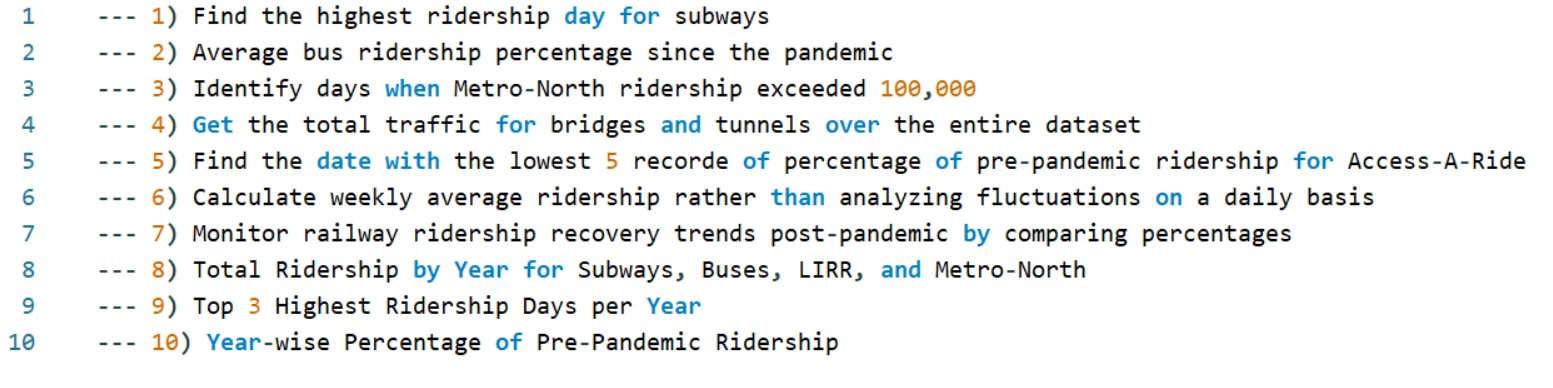 1 --- 1) Find the highest ridership day for subways
2 --- 2) Average bus ridership percentage since the pandemic
3 --- 3) Identify days when Metro-North ridership exceeded 100,000
4 --- 4) Get the total traffic for bridges and tunnels over the entire dataset
5 --- 5) Find the date with the lowest 5 recorde of percentage of pre-pandemic ridership for Access-A-Ride
6 --- 6) Calculate weekly average ridership rather than analyzing fluctuations on a daily basis
7 --- 7) Monitor railway ridership recovery trends post-pandemic by comparing percentages
8 --- 8) Total Ridership by Year for Subways, Buses, LIRR, and Metro-North
9 --- 9) Top 3 Highest Ridership Days per Year
10 --- 10) Year-wise Percentage of Pre-Pandemic Ridership